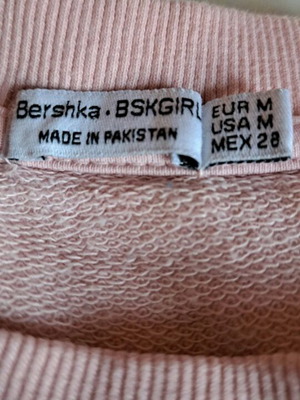 Bershka • BSKGIRL
MADE IN PAKISTAN
EUR M
USA M
MEX 28